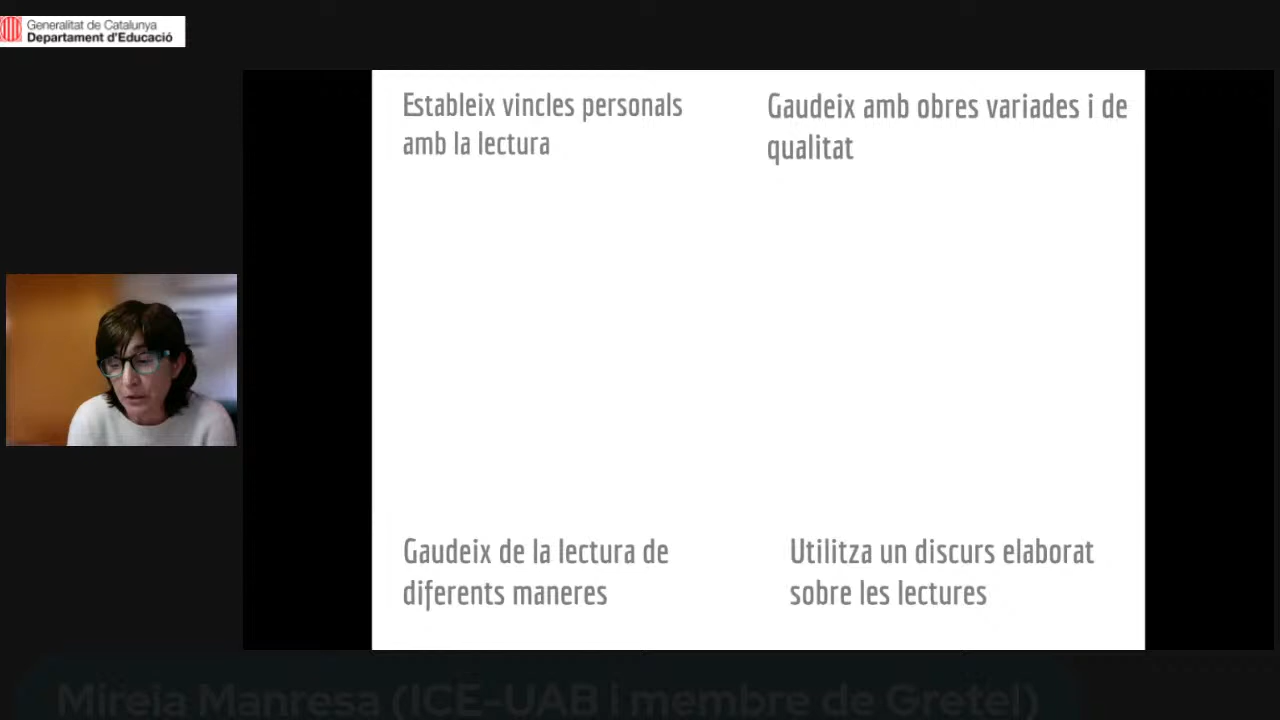 Generalitat de Catalunya
Departament d'Educació
Estableix vincles personals
amb la lectura
Gaudeix amb obres variades i de
qualitat
Gaudeix de la lectura de
diferents maneres
Utilitza un discurs elaborat
sobre les lectures
Mireia Manresa (ICE-UAB i membre de Gretel)